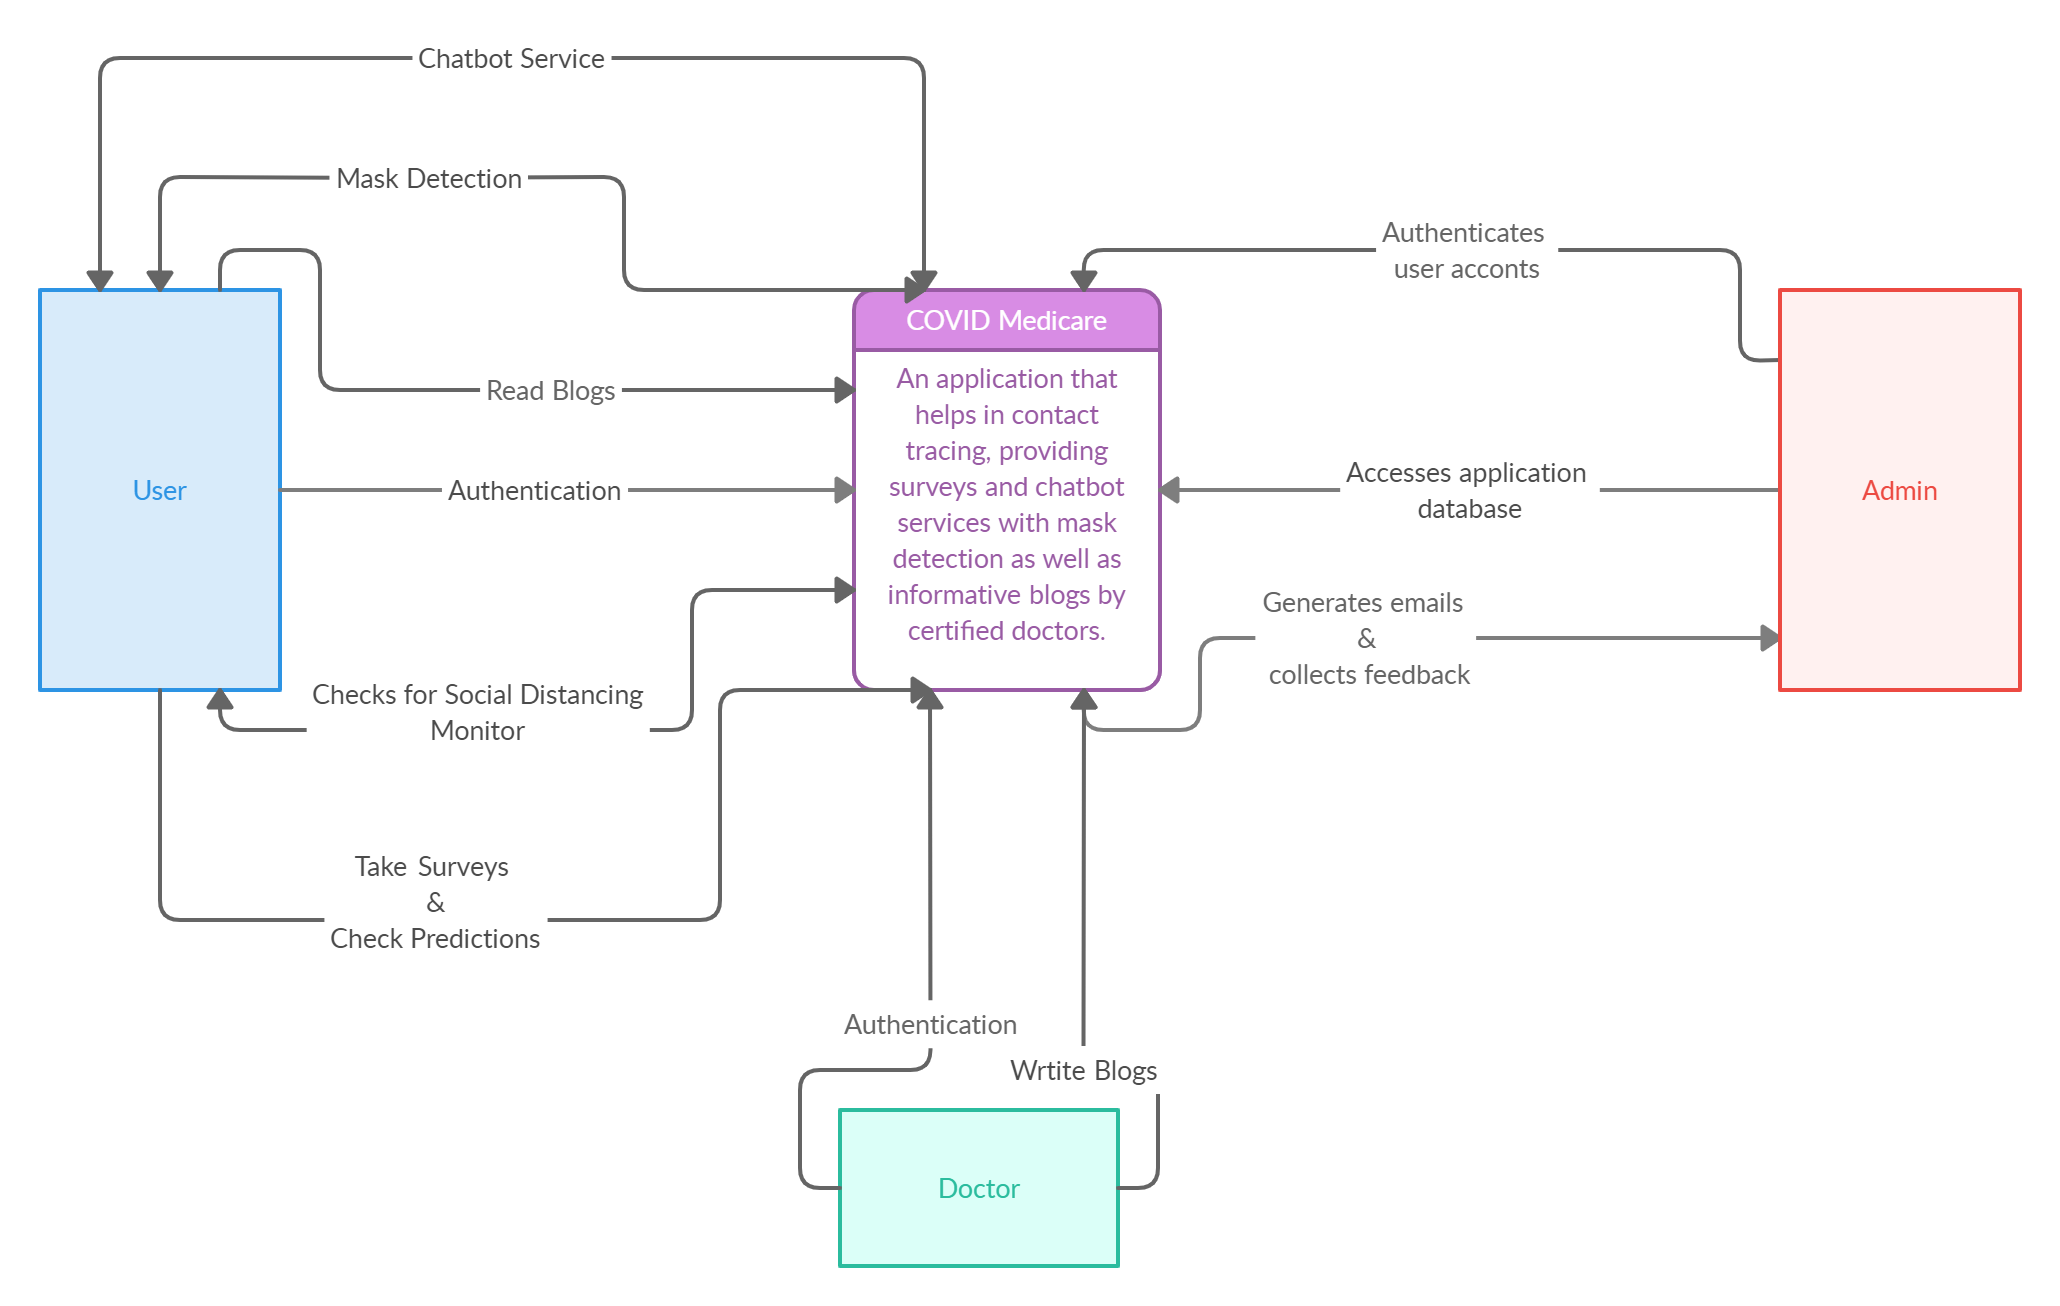 Chatbot Service
Mask Detection
Authenticates
user acconts
COVID Medicare
An application that
helps in contact
tracing, providing
surveys and chatbot
services with mask
detection as well as
informative blogs by
certified doctors.
Read Blogs
User
Authentication
Accesses application
database
Admin
Generates emails
&
collects feedback
Checks for Social Distancing
Monitor
Take Surveys
&
Check Predictions
Authentication
Wrtite Blogs
Doctor